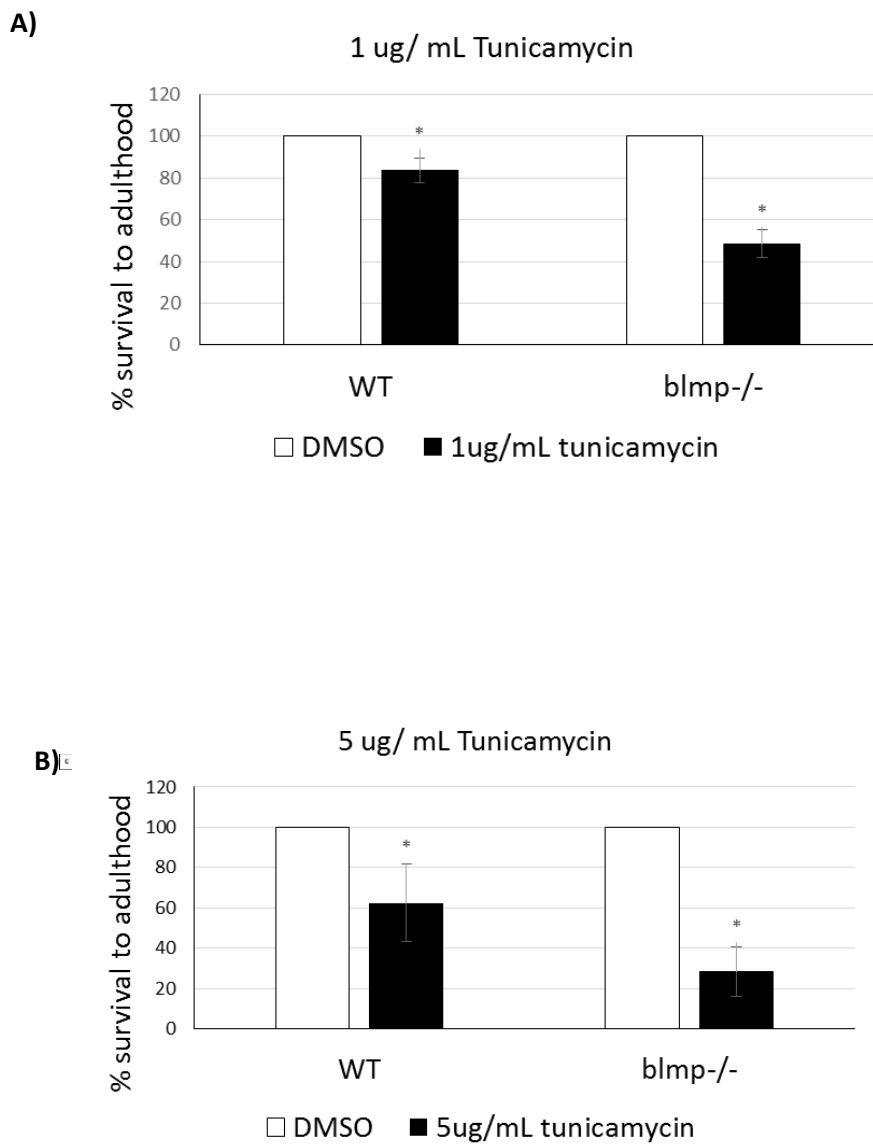 A)
1 ug/ mL Tunicamycin
% survival to adulthood
120
100
80
60
40
20
0
*
*
WT blmp-/-
DMSO 1ug/mL tunicamycin
B)
5 ug/ mL Tunicamycin
% survival to adulthood
120
100
80
60
40
20
0
*
*
WT blmp-/-
DMSO 5ug/mL tunicamycin